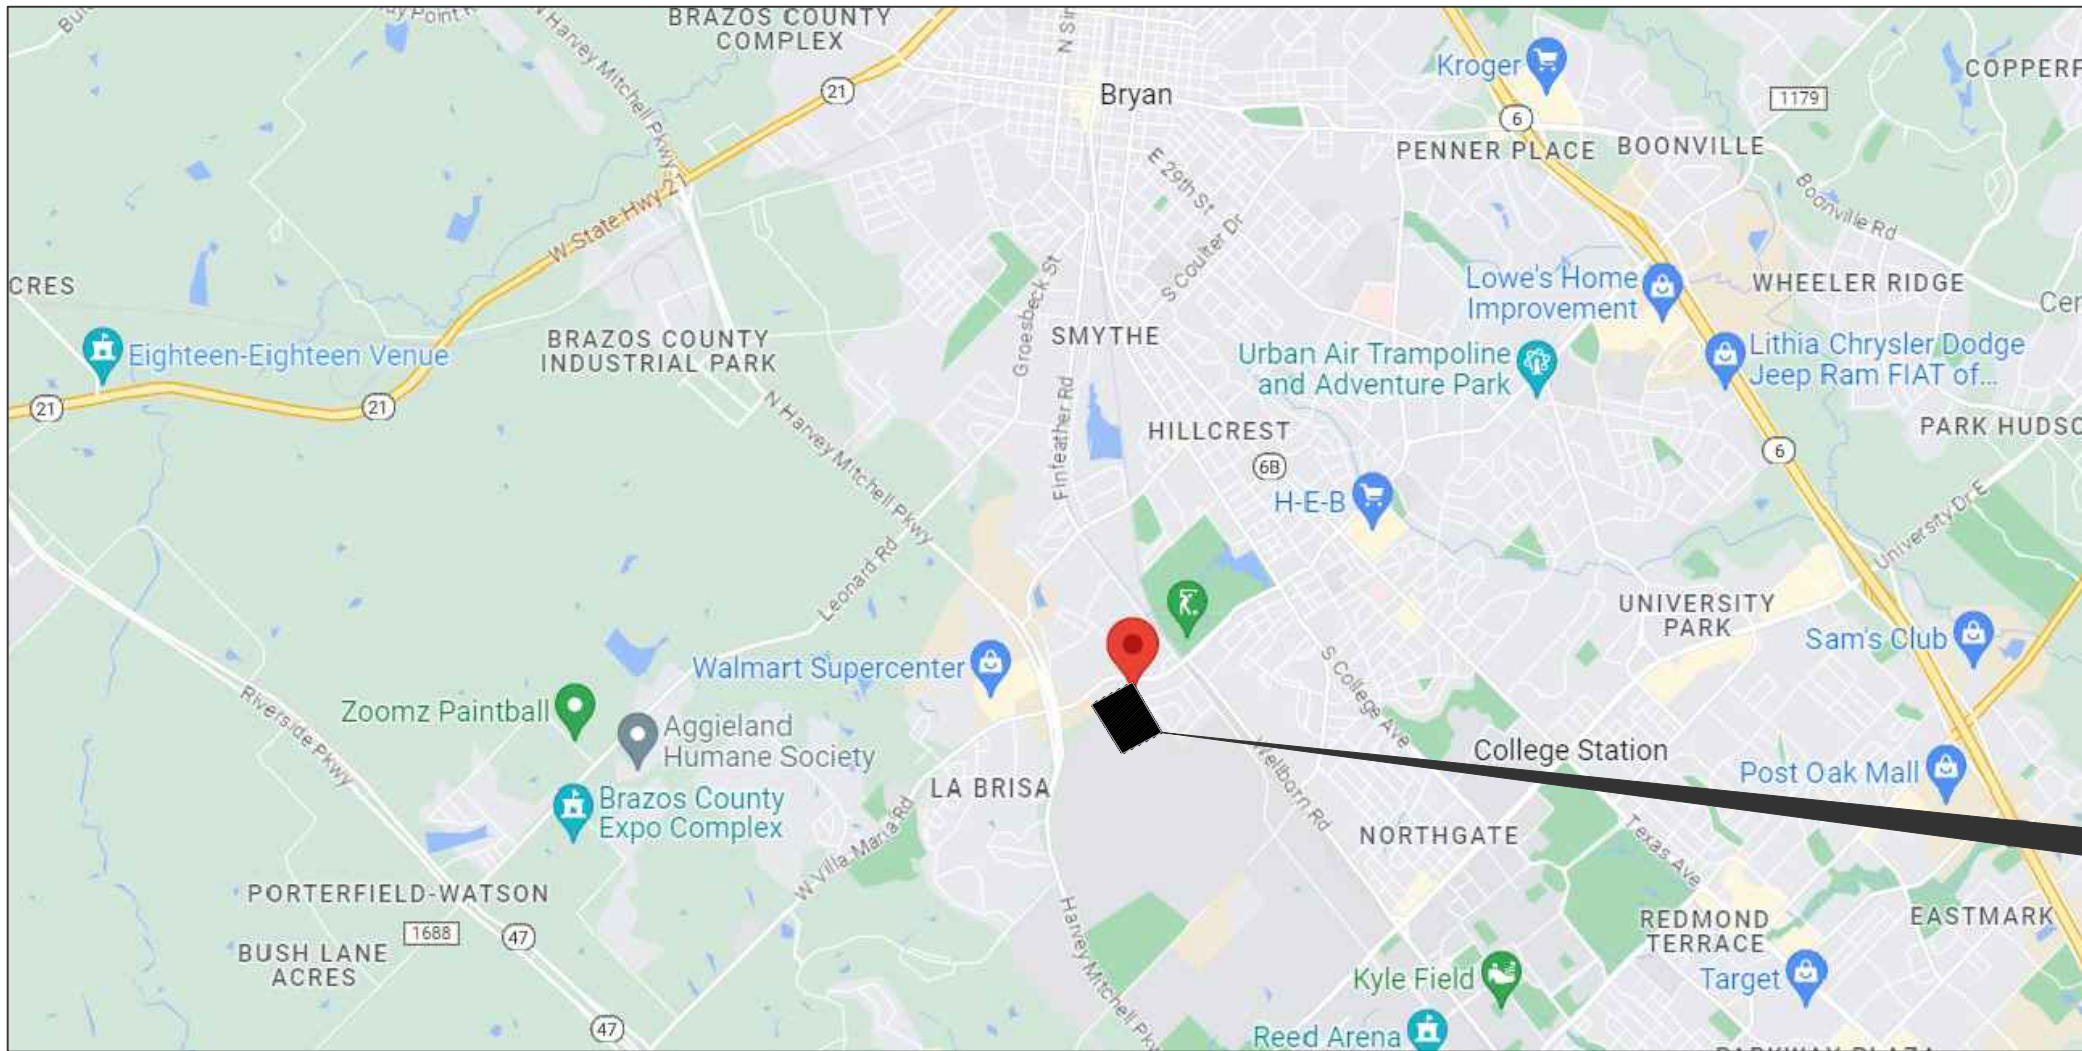 BRAZOS COUNTY
COMPLEX
N Harvey Mitchell Pkwy
21
Bryan
Kroger
6
1179
COPPERF
PENNER PLACE
BOONVILLE
E 29th St
Boonville Rd
W State Hwy 21
S Coulter Dr
CRES
Eighteen-Eighteen Venue
21
21
BRAZOS COUNTY
INDUSTRIAL PARK
Groesbeck St
SMYTHE
Lowe's Home
Improvement
WHEELER RIDGE
Cen
Urban Air Trampoline
and Adventure Park
Lithia Chrysler Dodge
Jeep Ram FIAT of...
N Harvey Mitchell Pkwy
Finfeather Rd
HILLCREST
6B
PARK HUDSO
6
H-E-B
University Dr E
Leonard Rd
UNIVERSITY
PARK
Sam's Club
Walmart Supercenter
S College Ave
Riverside Pkwy
Zoomz Paintball
Aggieland
Humane Society
Wellborn Rd
College Station
Post Oak Mall
LA BRISA
Brazos County
Expo Complex
W Villa Maria Rd
NORTHGATE
Texas Ave
PORTERFIELD-WATSON
1688
47
BUSH LANE
ACRES
Harvey Mitchell Pkw
REDMOND
TERRACE
EASTMARK
Kyle Field
Target
47
Reed Arena
PARKWAY PLAZA